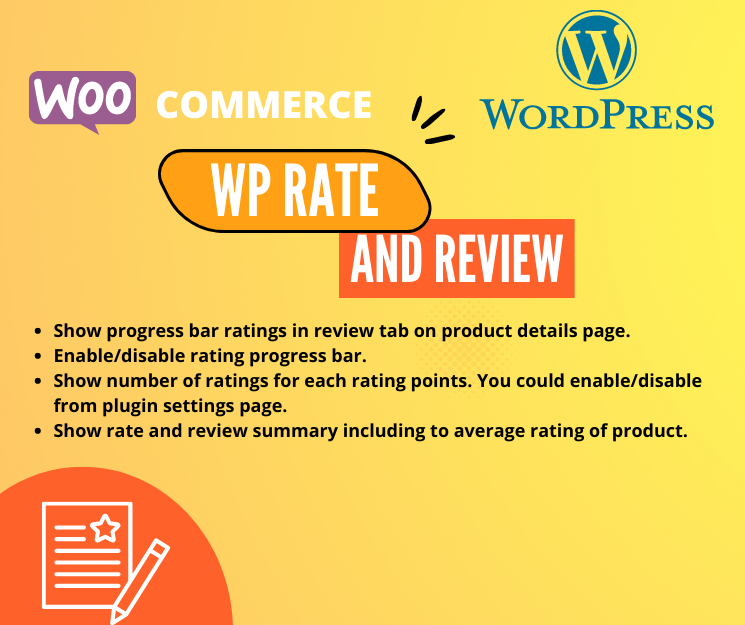 WOO COMMERCE
WORDPRESS
WP RATE
AND REVIEW
• Show progress bar ratings in review tab on product details page.
• Enable/disable rating progress bar.
• Show number of ratings for each rating points. You could enable/disable
from plugin settings page.
• Show rate and review summary including to average rating of product.